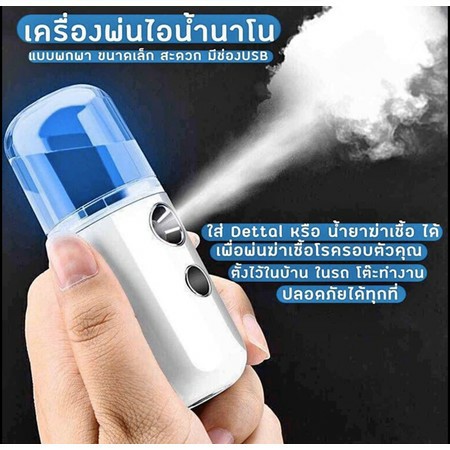 เครื่องพ่นไอน้ำนาโน
แบบพกพา ขนาดเล็ก สะดวก มีช่องUSB
ใส่ Dettal หรือ น้ำยาฆ่าเชื้อ ได้
เพื่อพ่นฆ่าเชื้อโรครอบตัวคุณ
ตั้งไว้ในบ้าน ในรถ โต๊ะทำงาน
ปลอดภัยได้ทุกที่